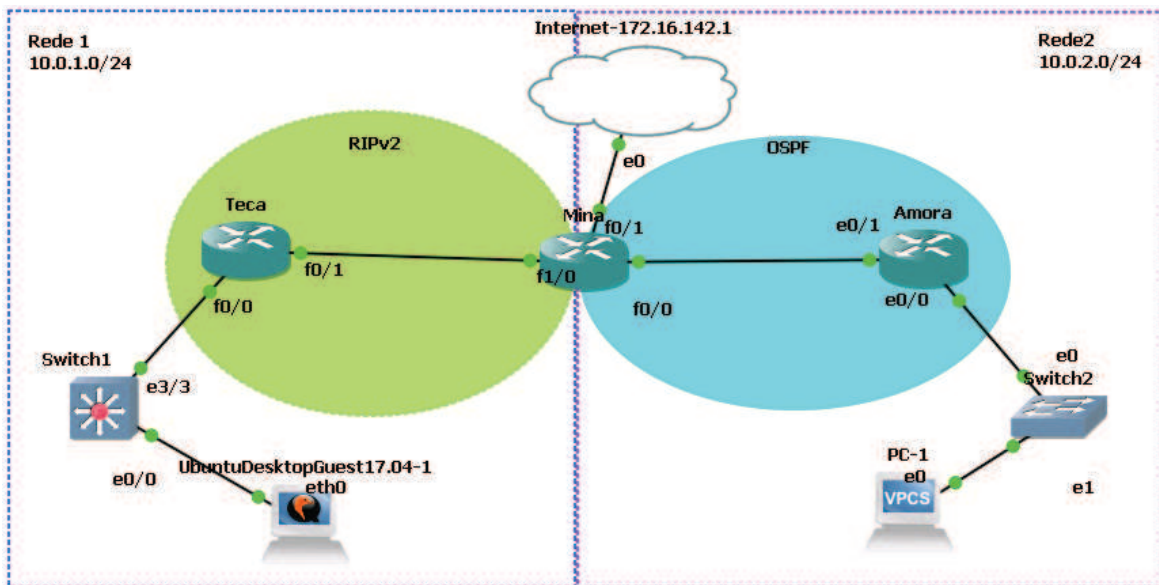 Internet-172.16.142.1
Rede 1
10.0.1.0/24
Rede2
10.0.2.0/24
RIPv2
OSPF
e0
Teca
Mina
Amora
f0/1
e0/1
f0/1
f1/0
f0/0
f0/0
e0/0
Switch1
e3/3
e0
Switch2
UbuntuDesktopGuest17.04-1
e0/0
eth0
PC-1
e0
VPCS
e1